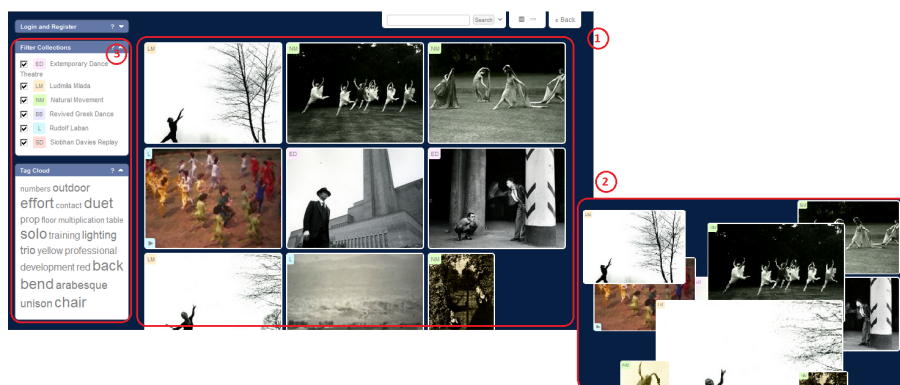 Login and Register ?
Search
« Back
Filter Collections ?
3
1
ED Extemporary Dance
Theatre
LM Ludmila Mlada
NM Natural Movement
BB Revived Greek Dance
L Rudolf Laban
SD Siobhan Davies Replay
Tag Cloud ?
numbers outdoor
effort contact duet
prop floor multiplication table
solo training lighting
trio yellow professional
development red back
bend arabesque
unison chair
LM
NM
NM
L
ED
ED
LM
L
NM
2
LM
NM